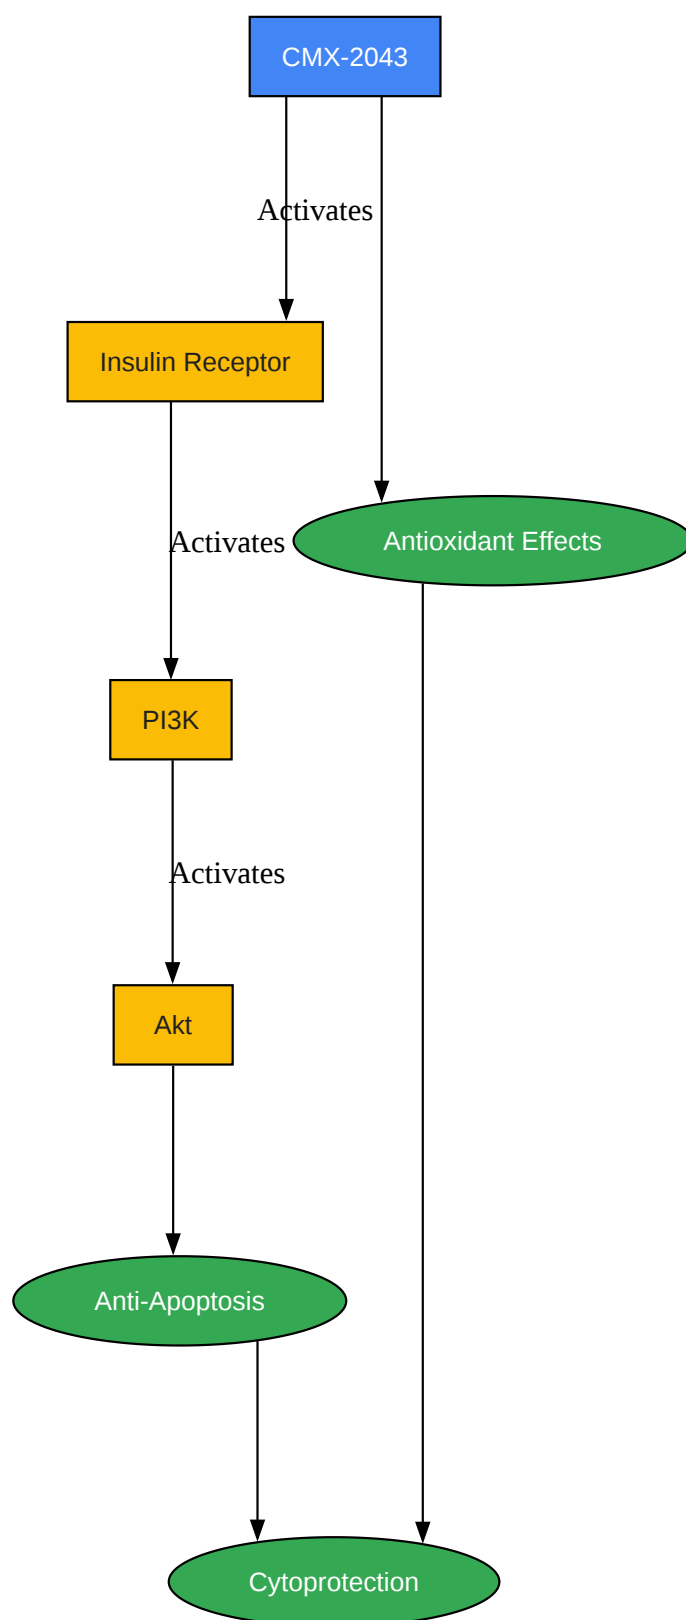 CMX-2043
Activates
Insulin Receptor
Activates
Antioxidant Effects
PI3K
Activates
Akt
Anti-Apoptosis
Cytoprotection